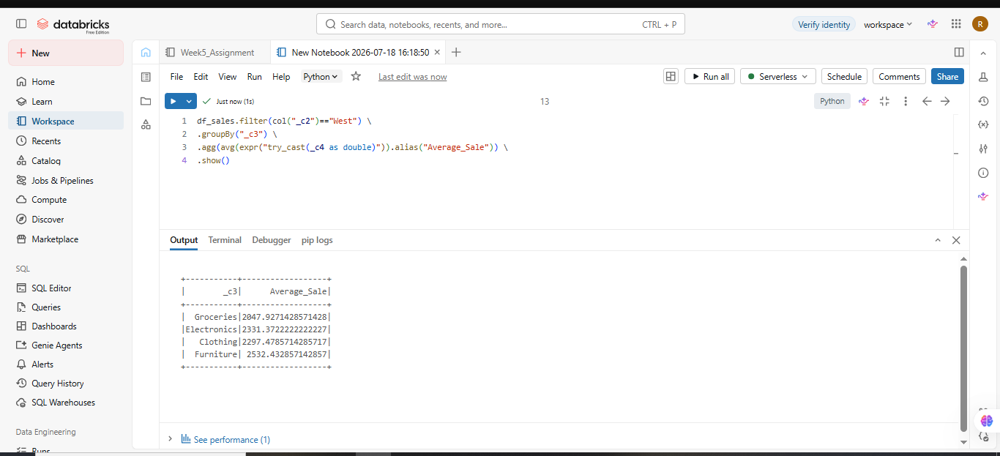 databricks
Free Edition
Search data, notebooks, recents, and more...
CTRL + P
Verify identity
workspace
R
New
Home
Learn
Workspace
Recents
Catalog
Jobs & Pipelines
Compute
Discover
Marketplace
SQL
SQL Editor
Queries
Dashboards
Genie Agents
Alerts
Query History
SQL Warehouses
Data Engineering
Runs
Week5_Assignment
New Notebook 2026-07-18 16:18:50
File Edit View Run Help Python Last edit was now
Run all
Serverless
Schedule
Comments
Share
Just now (1s)
13
Python
1 df_sales.filter(col("_c2")=="West") \
2 .groupBy("_c3") \
3 .agg(avg(expr("try_cast(_c4 as double)")).alias("Average_Sale")) \
4 .show()
Output Terminal Debugger pip logs
+-----------+------------------+
|        _c3|      Average_Sale|
+-----------+------------------+
|  Groceries|2047.9271428571428|
|Electronics|2331.3722222222227|
|   Clothing|2297.4785714285717|
|  Furniture| 2532.432857142857|
+-----------+------------------+
See performance (1)